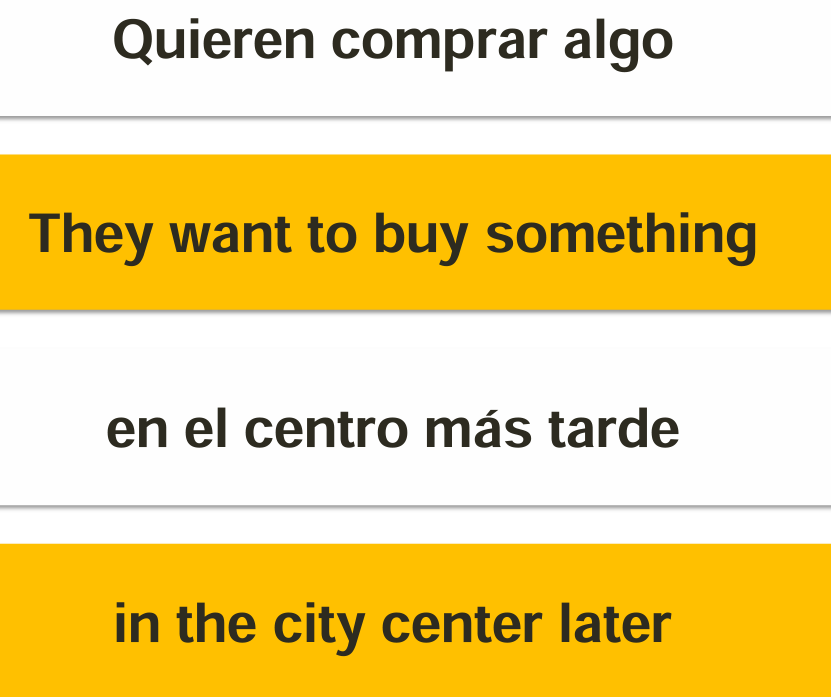 Quieren comprar algo
They want to buy something
en el centro más tarde
in the city center later